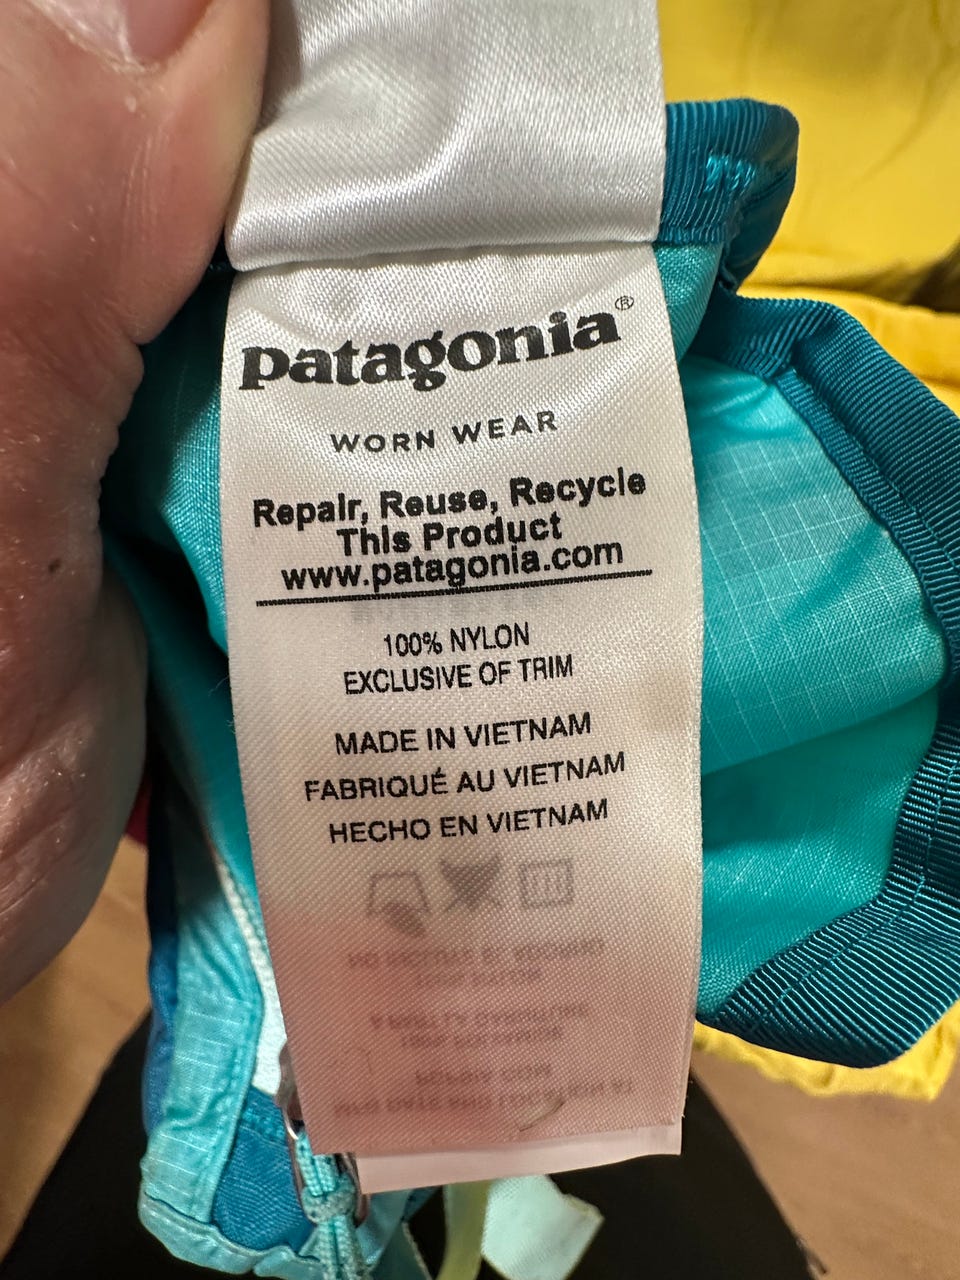 patagonia®
WORN WEAR
Repair, Reuse, Recycle
This Product
www.patagonia.com
100% NYLON
EXCLUSIVE OF TRIM
MADE IN VIETNAM
FABRIQUÉ AU VIETNAM
HECHO EN VIETNAM